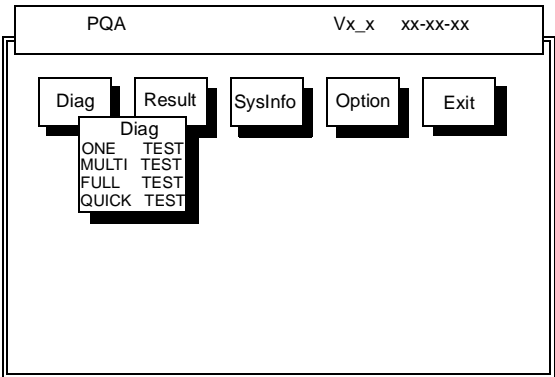 PQA Vx_x xx-xx-xx
Diag Result SysInfo Option Exit
Diag
ONE TEST
MULTI TEST
FULL TEST
QUICK TEST